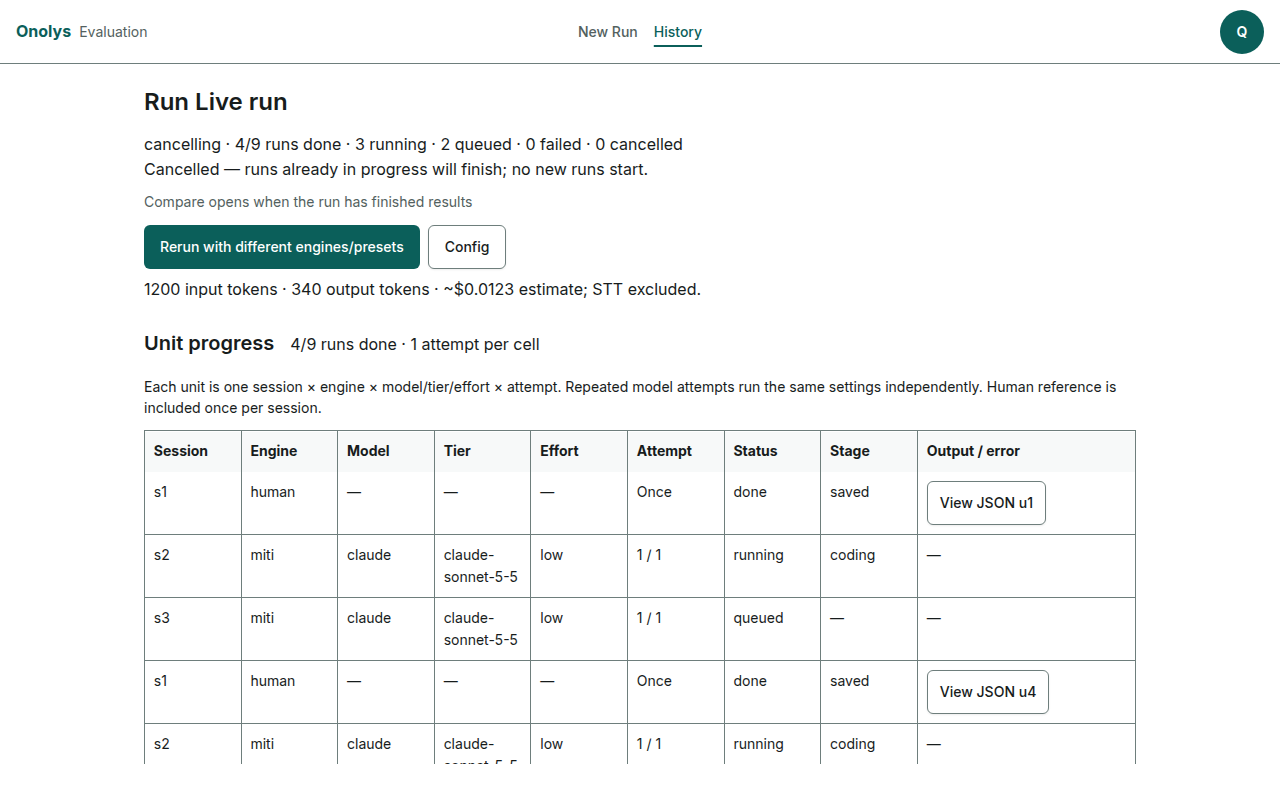 Onolys Evaluation New Run History Q
Run Live run
cancelling · 4/9 runs done · 3 running · 2 queued · 0 failed · 0 cancelled
Cancelled — runs already in progress will finish; no new runs start.
Compare opens when the run has finished results
Rerun with different engines/presets Config
1200 input tokens · 340 output tokens · ~$0.0123 estimate; STT excluded.
Unit progress 4/9 runs done · 1 attempt per cell
Each unit is one session × engine × model/tier/effort × attempt. Repeated model attempts run the same settings independently. Human reference is
included once per session.
Session Engine Model Tier Effort Attempt Status Stage Output / error
s1 human — — — Once done saved View JSON u1
s2 miti claude claude- low 1 / 1 running coding —
sonnet-5-5
s3 miti claude claude- low 1 / 1 queued — —
sonnet-5-5
s1 human — — — Once done saved View JSON u4
s2 miti claude claude- low 1 / 1 running coding —